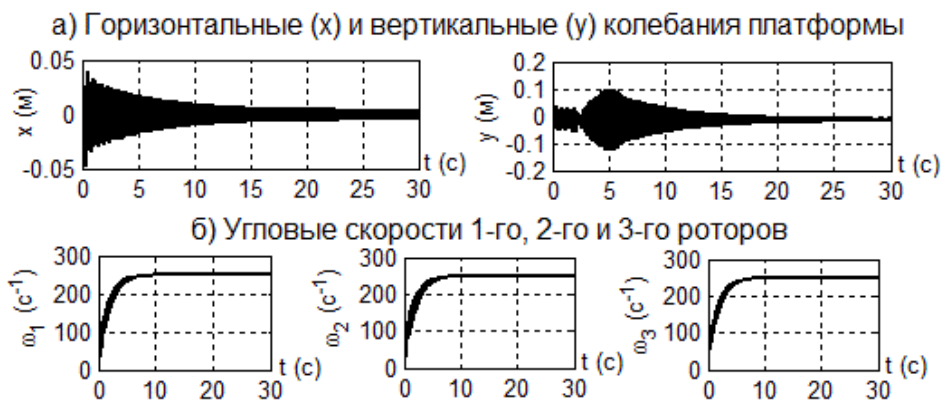 а) Горизонтальные (x) и вертикальные (y) колебания платформы
0.05
0
-0.05
x (м)
0 5 10 15 20 25 30
t (с)
0.2
0.1
0
-0.1
-0.2
y (м)
0 5 10 15 20 25 30
t (с)
б) Угловые скорости 1-го, 2-го и 3-го роторов
300
200
100
0
ω1 (с-1)
0 10 20 30
t (с)
300
200
100
0
ω2 (с-1)
0 10 20 30
t (с)
300
200
100
0
ω3 (с-1)
0 10 20 30
t (с)